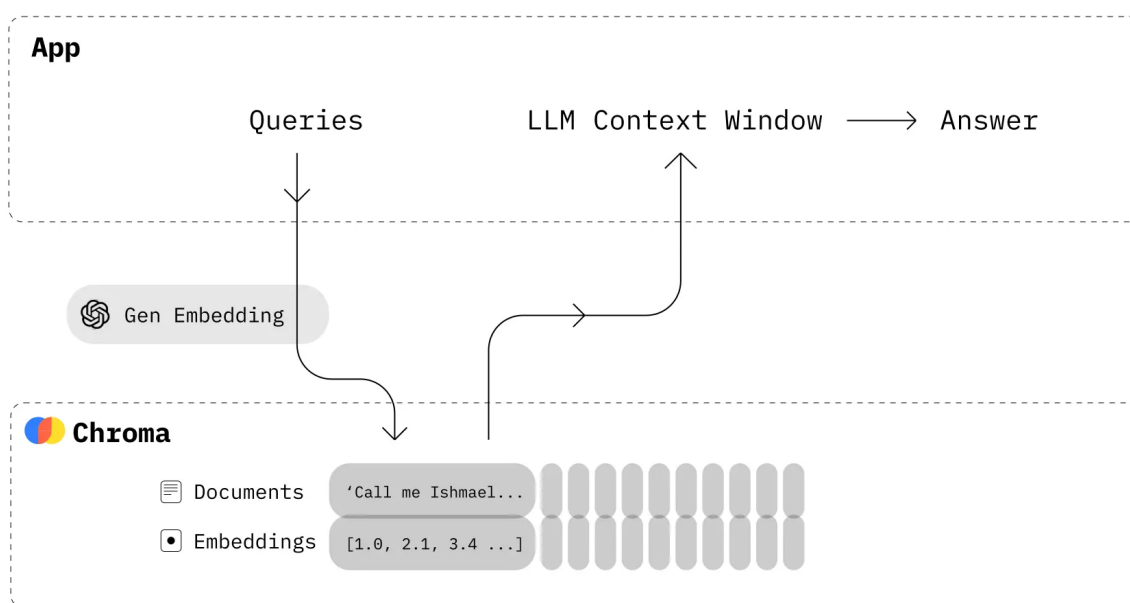 App
Queries
LLM Context Window
Answer
Gen Embedding
Chroma
Documents
‘Call me Ishmael...
Embeddings
[1.0, 2.1, 3.4 ...]